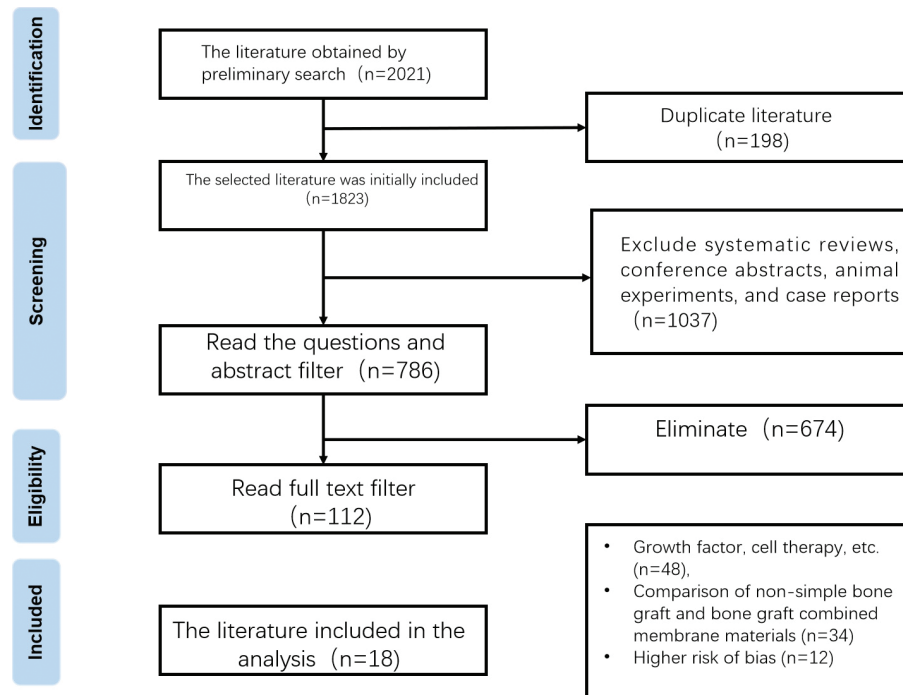 Identification
The literature obtained by
preliminary search（n=2021)
Duplicate literature
（n=198)
Screening
The selected literature was initially included
（n=1823)
Exclude systematic reviews,
conference abstracts, animal
experiments, and case reports
（n=1037)
Read the questions and
abstract filter（n=786)
Eliminate（n=674)
Eligibility
Read full text filter
（n=112)
• Growth factor, cell therapy, etc.
(n=48),
• Comparison of non-simple bone
graft and bone graft combined
membrane materials (n=34)
• Higher risk of bias (n=12)
Included
The literature included in the
analysis（n=18)